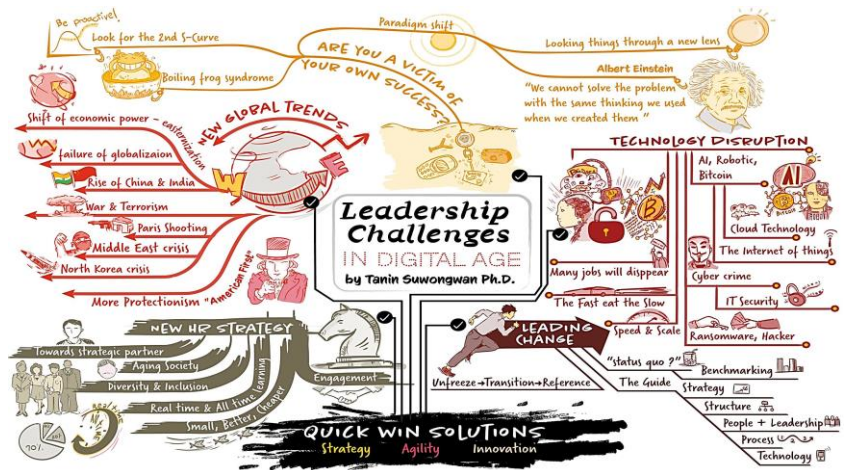 Be proactive!
Look for the 2nd S-Curve
Boiling frog syndrome
ARE YOU A VICTIM OF
YOUR OWN SUCCESS?
Paradigm shift
Looking things through a new lens
Albert Einstein
"We cannot solve the problem
with the same thinking we used
when we created them "
NEW GLOBAL TRENDS
W
E
Shift of economic power - easternization
failure of globalizaion
Rise of China & India
War & Terrorism
Paris Shooting
Middle East crisis
North Korea crisis
More Protectionism "American First"
Leadership
Challenges
IN DIGITAL AGE
by Tanin Suwongwan Ph.D.
TECHNOLOGY DISRUPTION
AI, Robotic,
Bitcoin
AI
B
Cloud Technology
The Internet of things
Many jobs will disppear
Cyber crime
The Fast eat the Slow
IT Security
Speed & Scale
Ransomware, Hacker
NEW HR STRATEGY
Towards strategic partner
Aging Society
Diversity & Inclusion
Real time & All time learning
Small, Better, Cheaper
Engagement
70%
LEADING
CHANGE
Unfreeze→Transition→Reference
"status quo ?"
Benchmarking
The Guide
Strategy
Structure
People + Leadership
Process
Technology
QUICK WIN SOLUTIONS
Strategy Agility Innovation